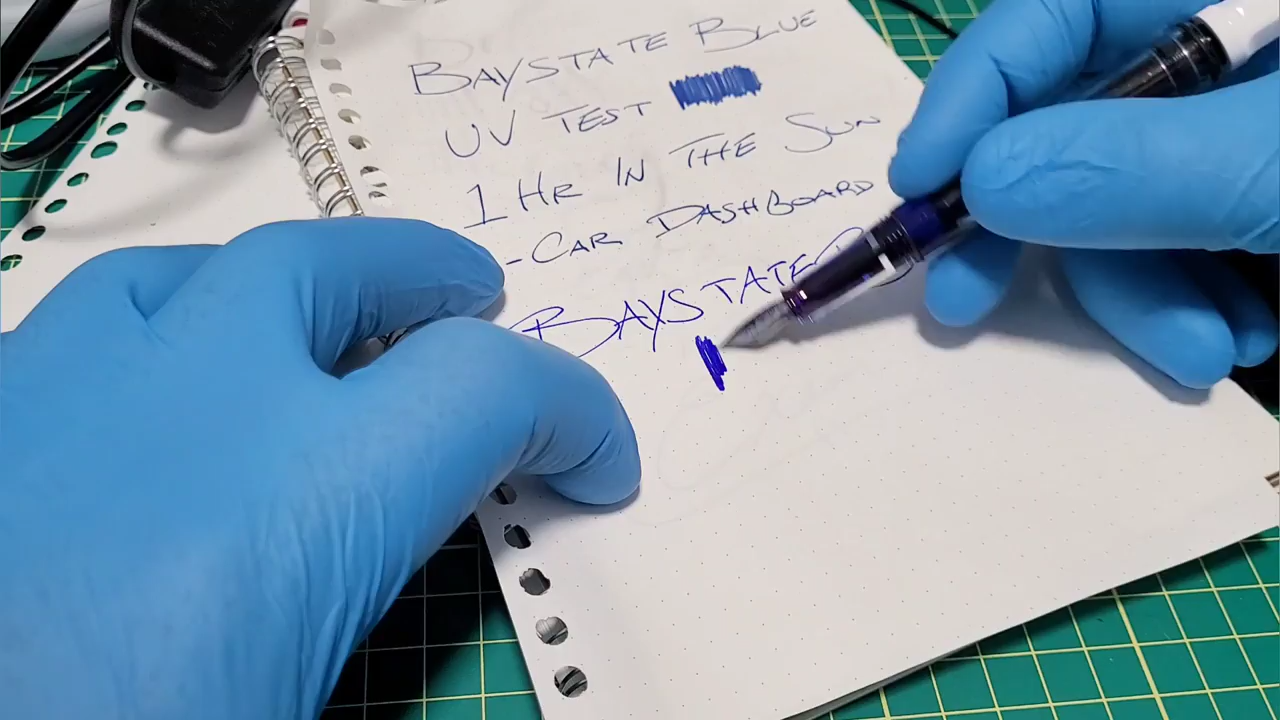 BAYSTATE BLUE
UV TEST
1 HR IN THE SUN
-CAR DASHBOARD
BAYSTATE